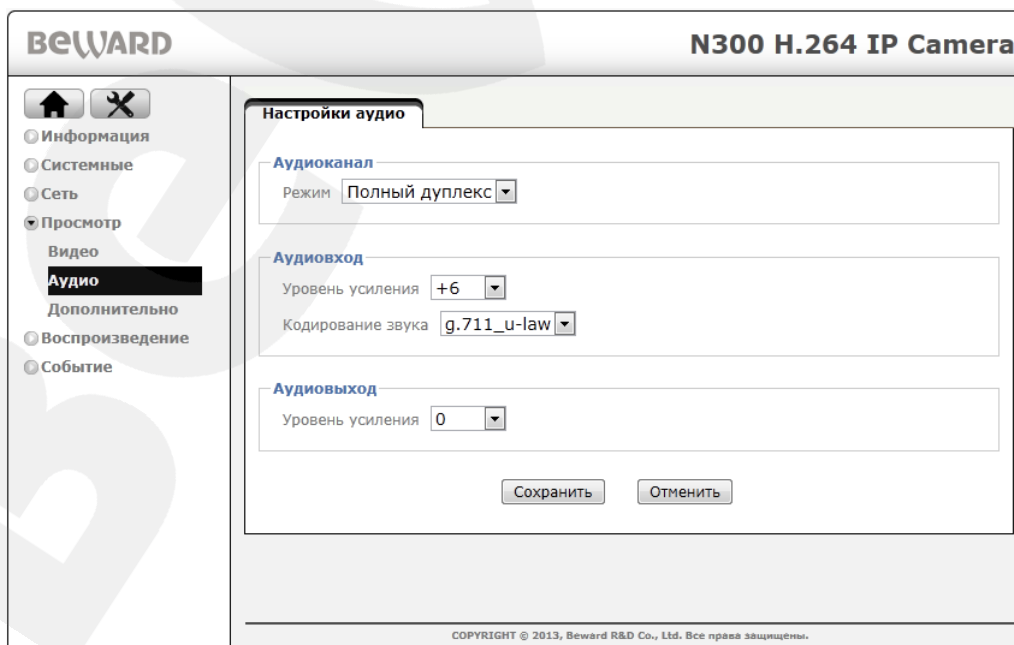 BEWARD
N300 H.264 IP Camera
Информация
Системные
Сеть
Просмотр
Видео
Аудио
Дополнительно
Воспроизведение
Событие
Настройки аудио
Аудиоканал
Режим Полный дуплекс
Аудиовход
Уровень усиления +6
Кодирование звука g.711_u-law
Аудиовыход
Уровень усиления 0
Сохранить Отменить
COPYRIGHT © 2013, Beward R&D Co., Ltd. Все права защищены.